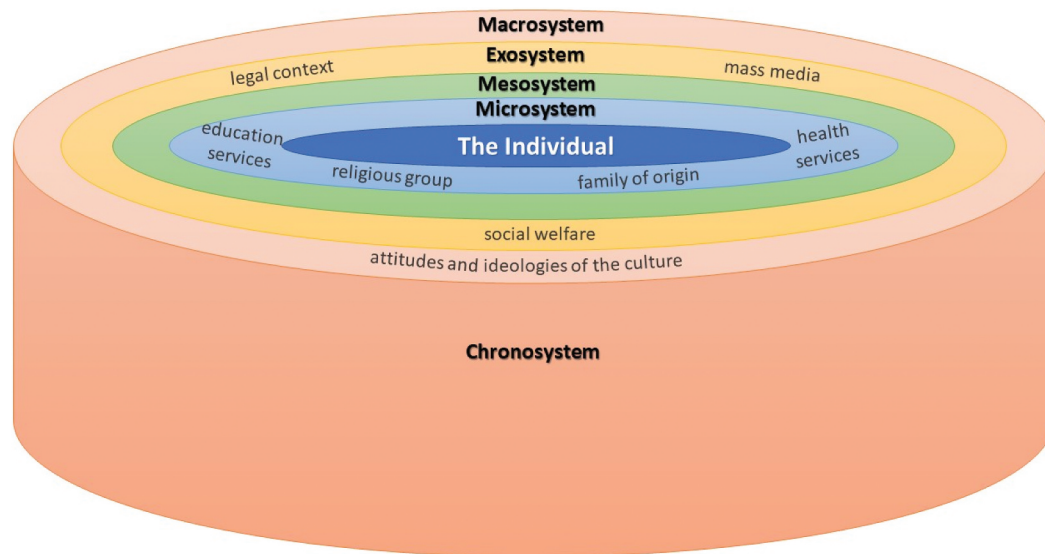 Macrosystem
Exosystem
legal context
mass media
Mesosystem
Microsystem
education
services
The Individual
health
services
religious group
family of origin
social welfare
attitudes and ideologies of the culture
Chronosystem